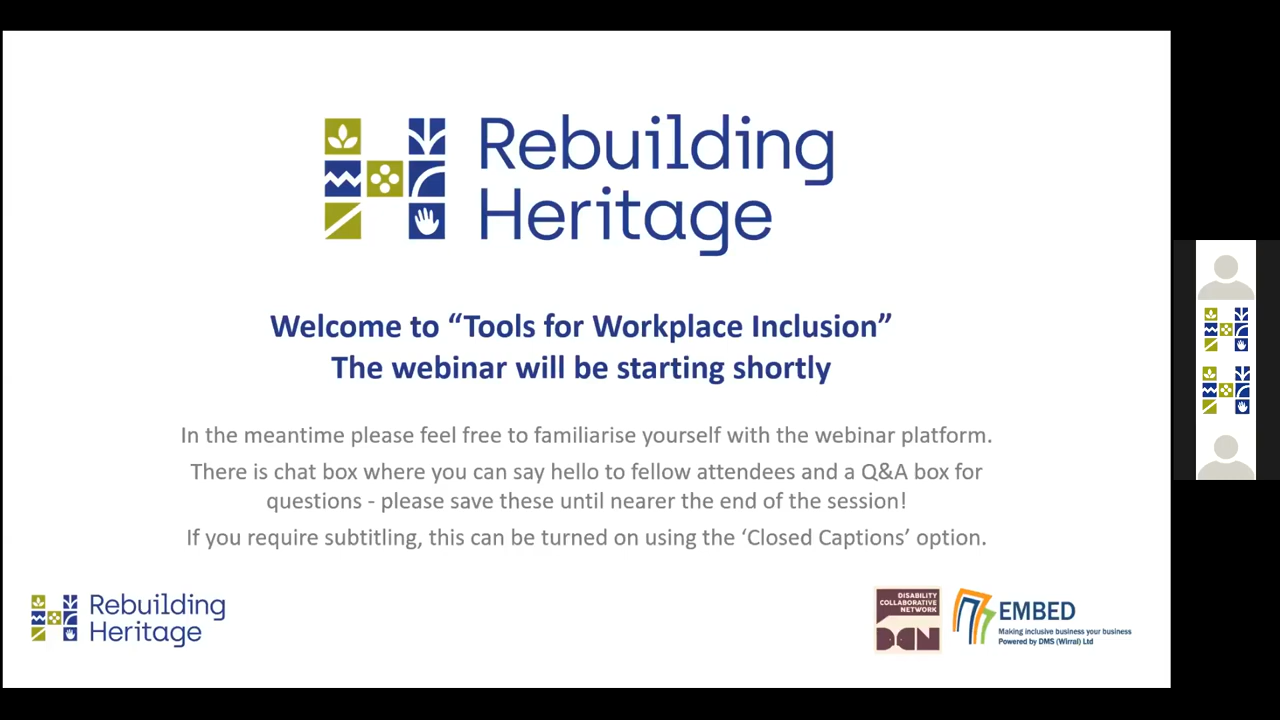 Rebuilding
Heritage
Welcome to “Tools for Workplace Inclusion”
The webinar will be starting shortly
In the meantime please feel free to familiarise yourself with the webinar platform.
There is chat box where you can say hello to fellow attendees and a Q&A box for
questions - please save these until nearer the end of the session!
If you require subtitling, this can be turned on using the ‘Closed Captions’ option.
Rebuilding
Heritage
DISABILITY
COLLABORATIVE
NETWORK
DCN
EMBED
Making inclusive business your business
Powered by DMS (Wirral) Ltd